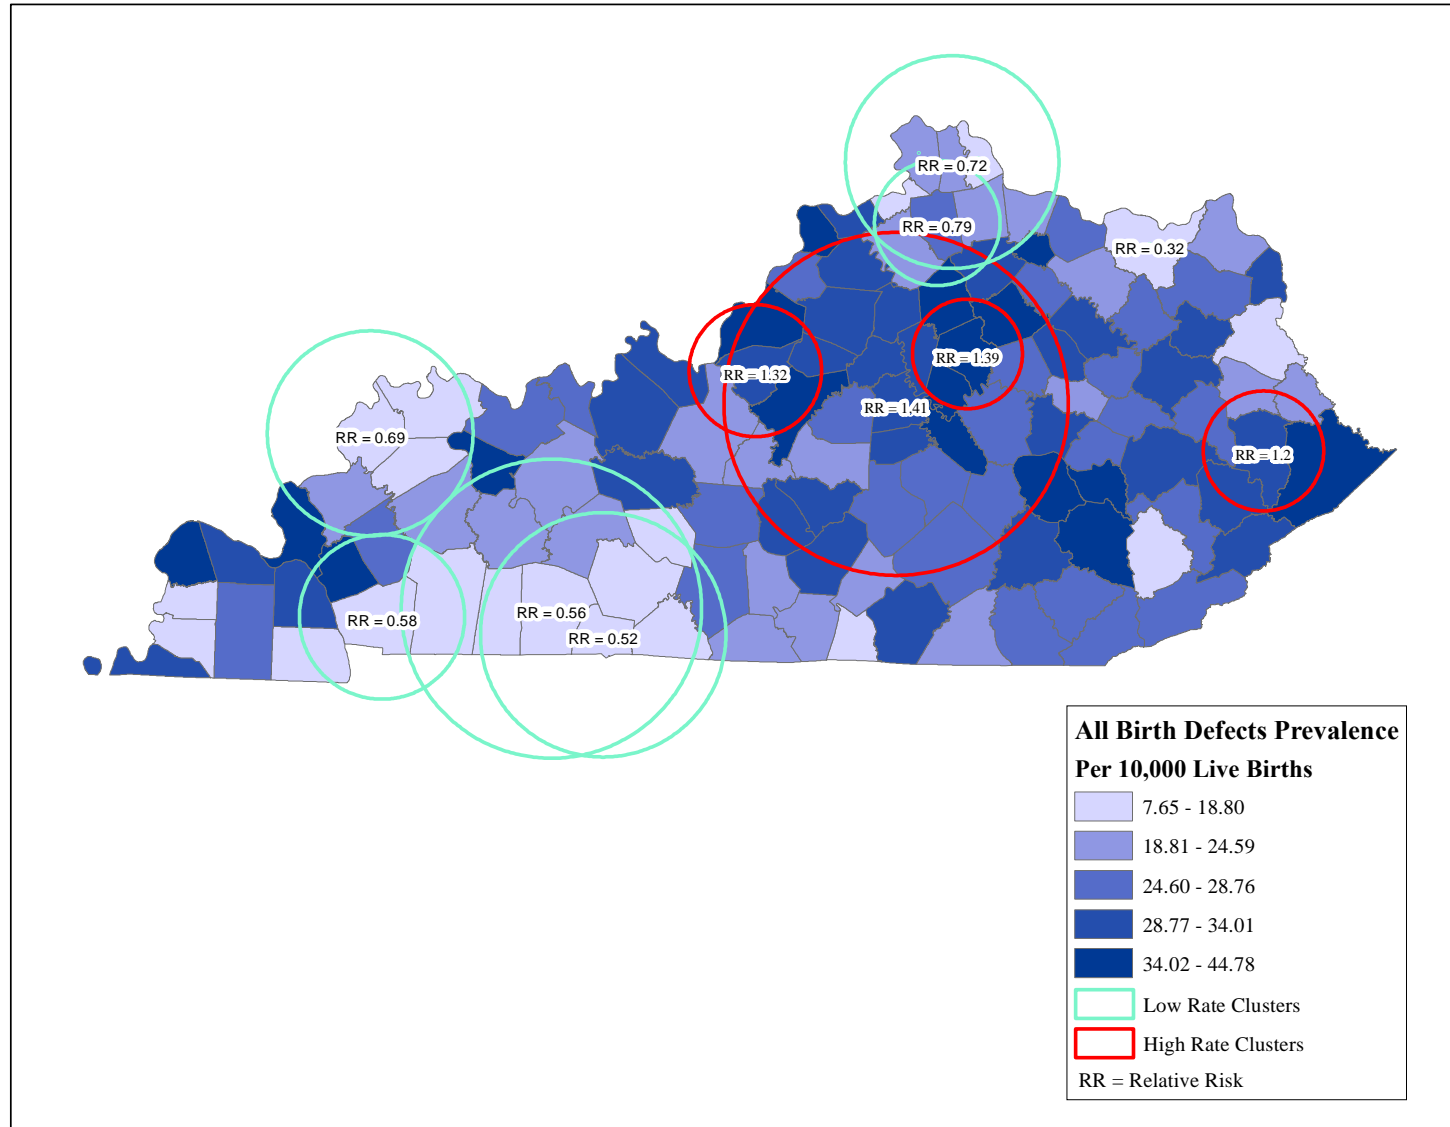 RR = 0.72
RR = 0.79
RR = 0.32
RR = 1.39
RR = 1.32
RR = 1.41
RR = 0.69
RR = 1.2
RR = 0.56
RR = 0.58
RR = 0.52
All Birth Defects Prevalence
Per 10,000 Live Births
7.65 - 18.80
18.81 - 24.59
24.60 - 28.76
28.77 - 34.01
34.02 - 44.78
Low Rate Clusters
High Rate Clusters
RR = Relative Risk